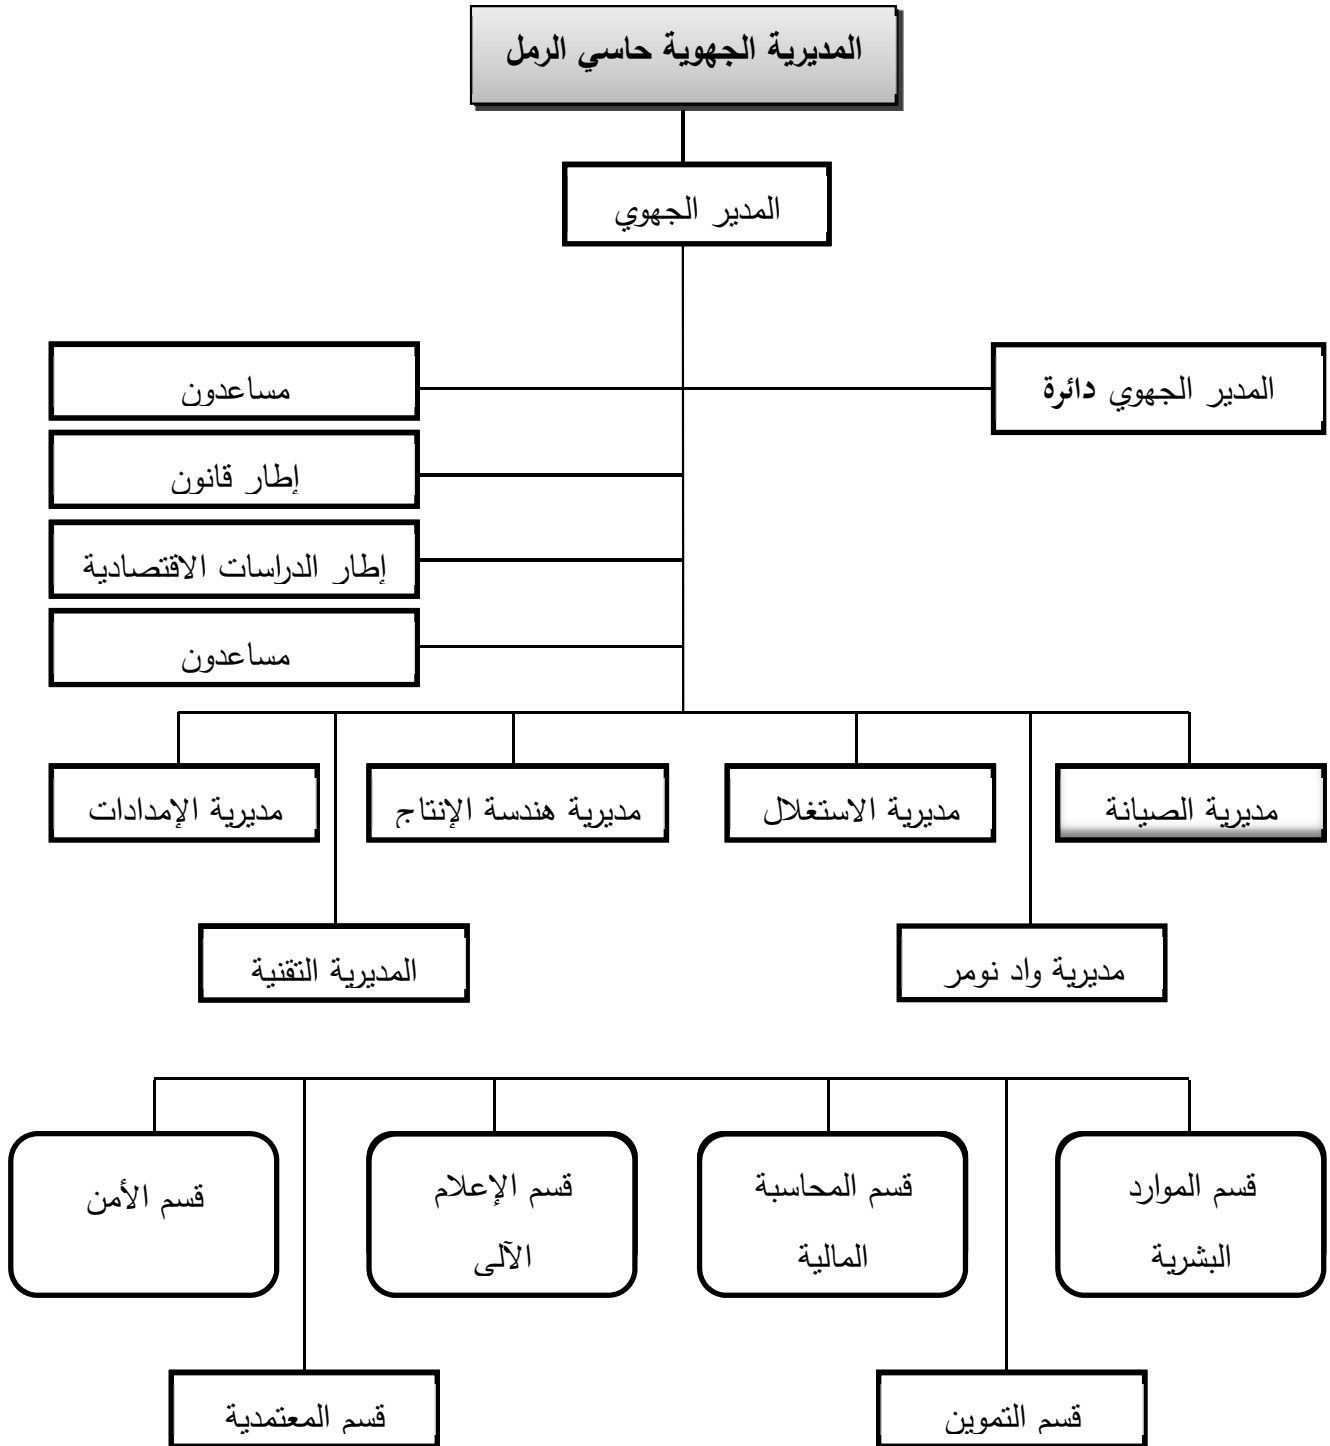 المديرية الجهوية حاسي الرمل
المدير الجهوي
المدير الجهوي دائرة
مساعدون
إطار قانون
إطار الدراسات الاقتصادية
مساعدون
مديرية الصيانة
مديرية الاستغلال
مديرية هندسة الإنتاج
مديرية الإمدادات
مديرية واد نومر
المديرية التقنية
قسم الموارد
البشرية
قسم المحاسبة
المالية
قسم الإعلام
الآلي
قسم الأمن
قسم التموين
قسم المعتمدية